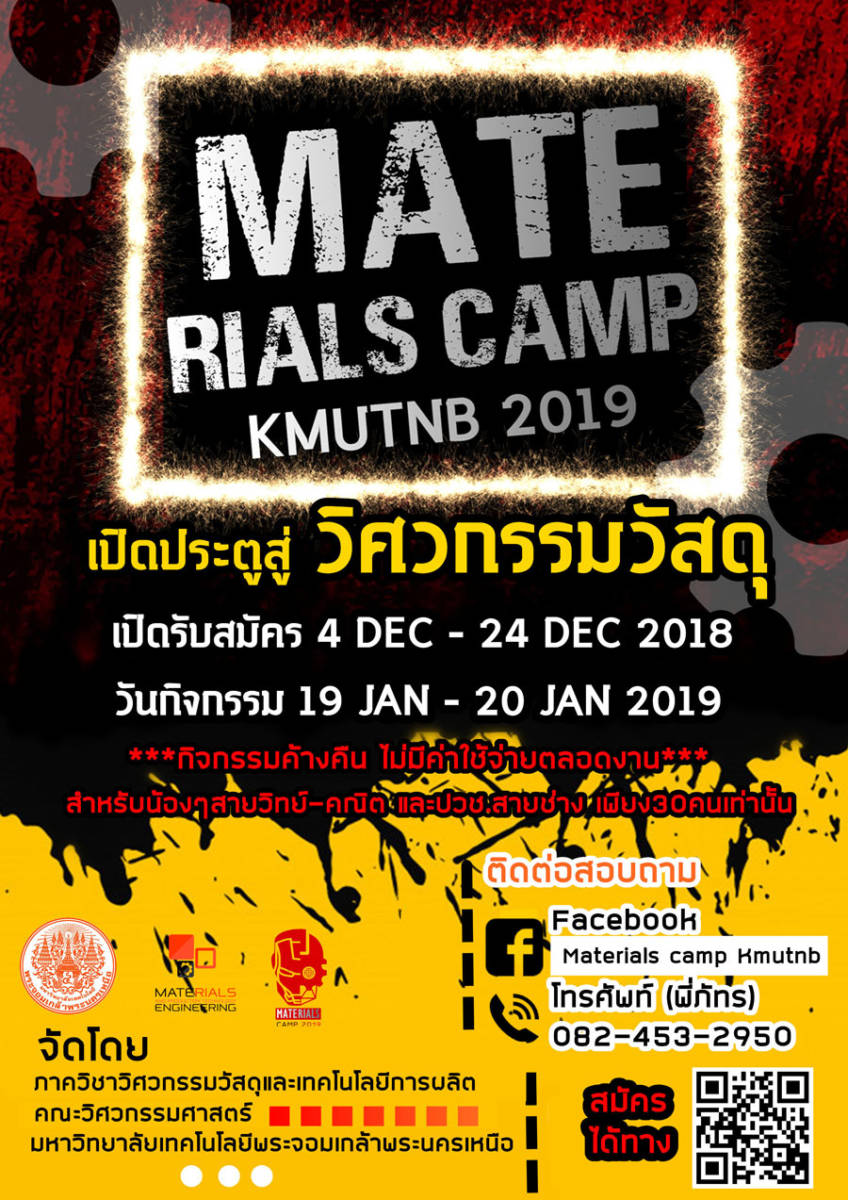 MATE
RIALS CAMP
KMUTNB 2019
เปิดประตูสู่ วิศวกรรมวัสดุ
เปิดรับสมัคร 4 DEC - 24 DEC 2018
วันกิจกรรม 19 JAN - 20 JAN 2019
***กิจกรรมค้างคืน ไม่มีค่าใช้จ่ายตลอดงาน***
สำหรับน้องๆสายวิทย์-คณิต และปวช.สายช่าง เพียง30คนเท่านั้น
ติดต่อสอบถาม
Facebook
Materials camp Kmutnb
โทรศัพท์ (พี่ภัทร)
082-453-2950
MATERIALS
ENGINEERING
MATERIALS
CAMP 2019
จัดโดย
ภาควิชาวิศวกรรมวัสดุและเทคโนโลยีการผลิต
คณะวิศวกรรมศาสตร์
มหาวิทยาลัยเทคโนโลยีพระจอมเกล้าพระนครเหนือ
สมัคร
ได้ทาง